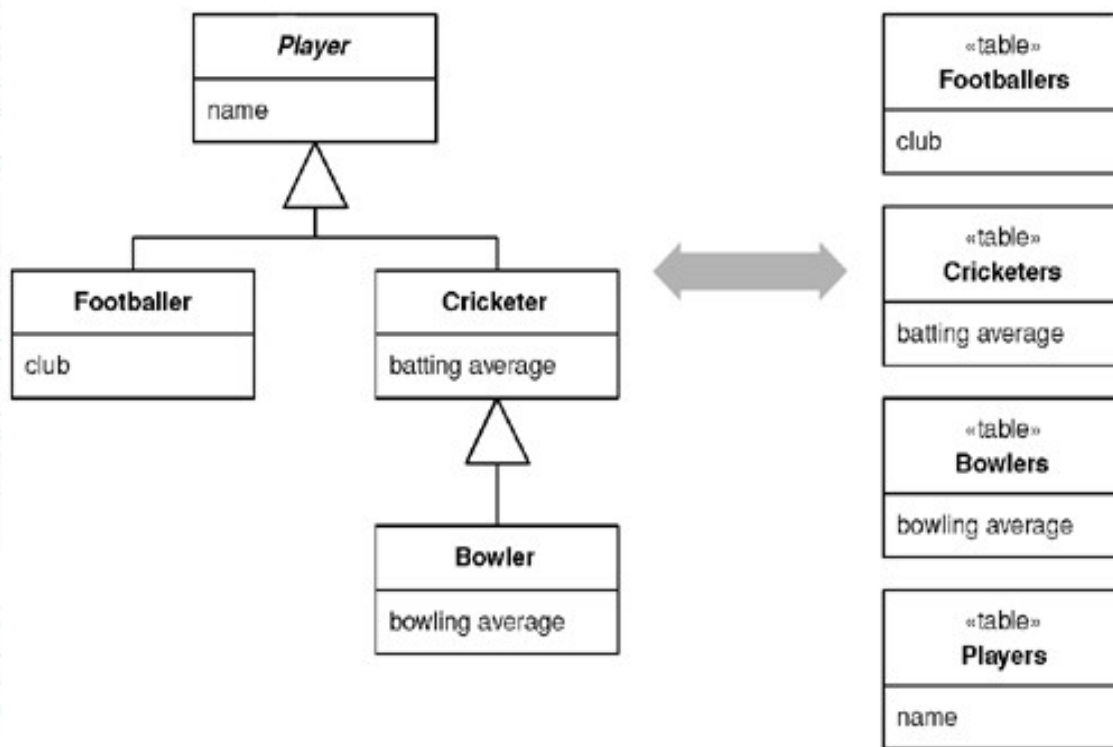 Player
name
Footballer
club
Cricketer
batting average
Bowler
bowling average
«table»
Footballers
club
«table»
Cricketers
batting average
«table»
Bowlers
bowling average
«table»
Players
name